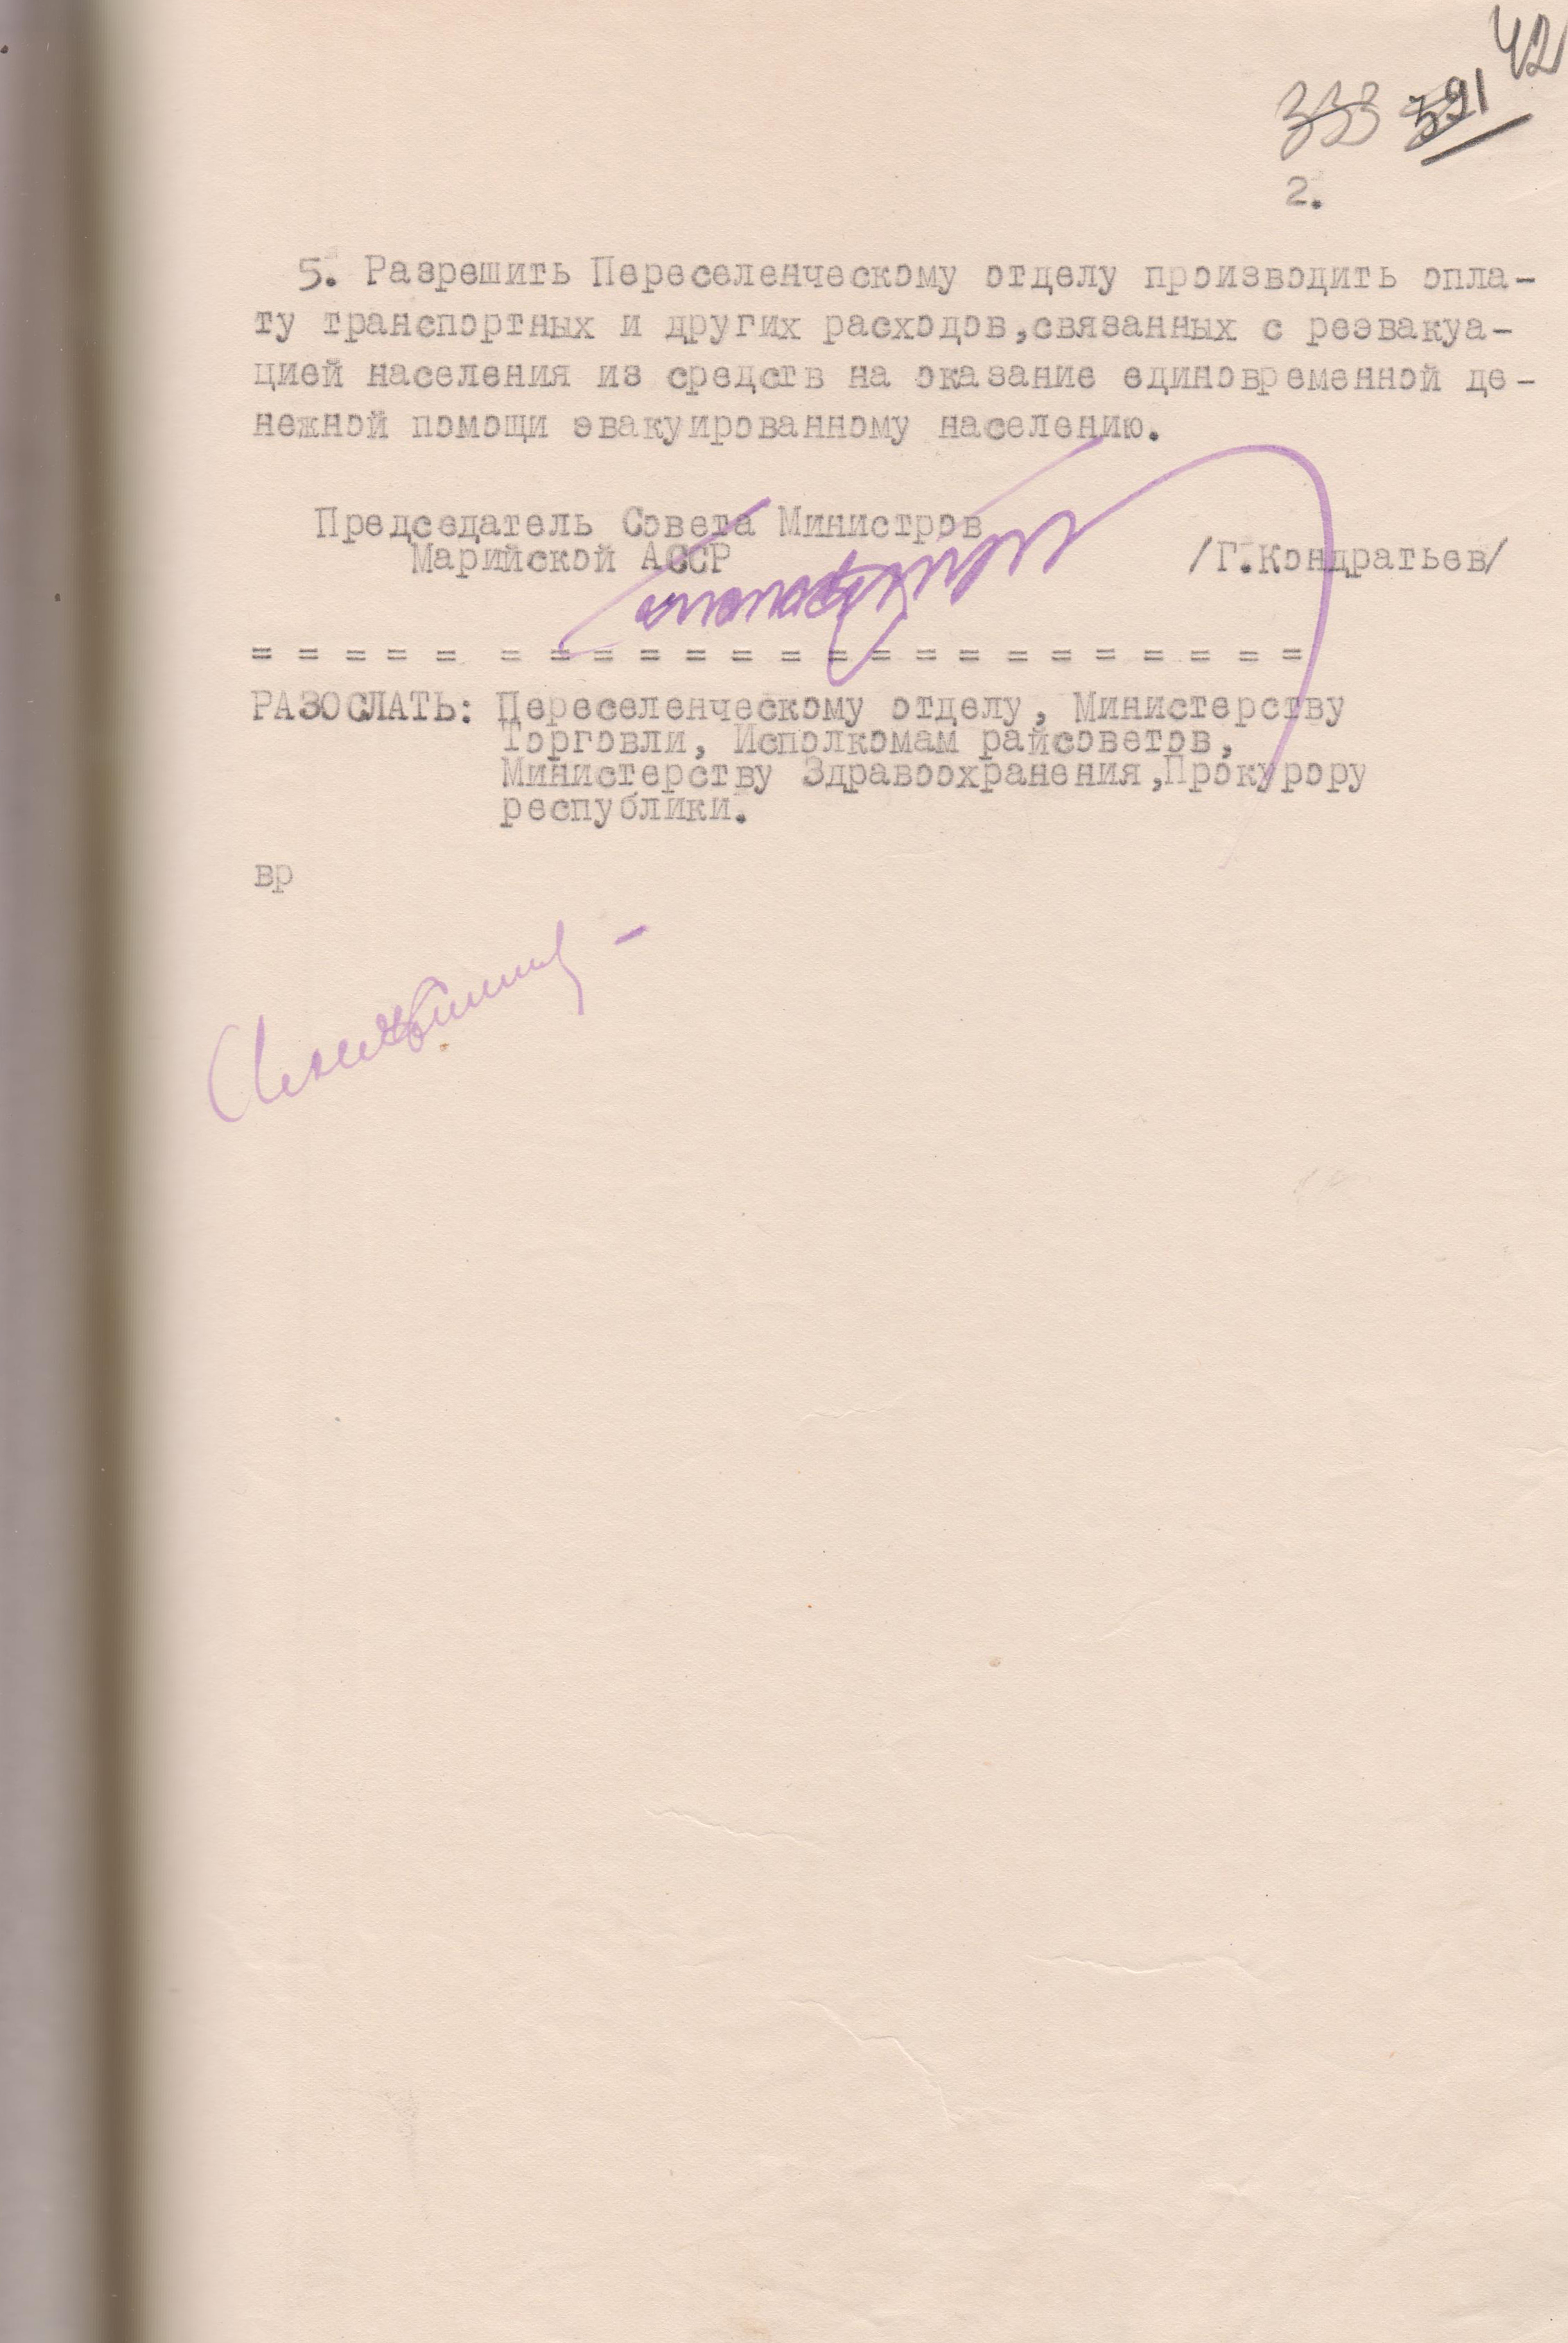 42
333 391
2.
5. Разрешить Переселенческому отделу производить опла-
ту транспортных и других расходов,связанных с реэвакуа-
цией населения из средств на оказание единовременной де-
нежной помощи эвакуированному населению.
Председатель Совета Министров
Марийской АССР /Г.Кондратьев/
= = = = = = = = = = = = = = = = = = = = = = =
РАЗОСЛАТЬ: Переселенческому отделу, Министерству
Торговли, Исполкомам райсоветов,
Министерству Здравоохранения,Прокурору
республики.
вр